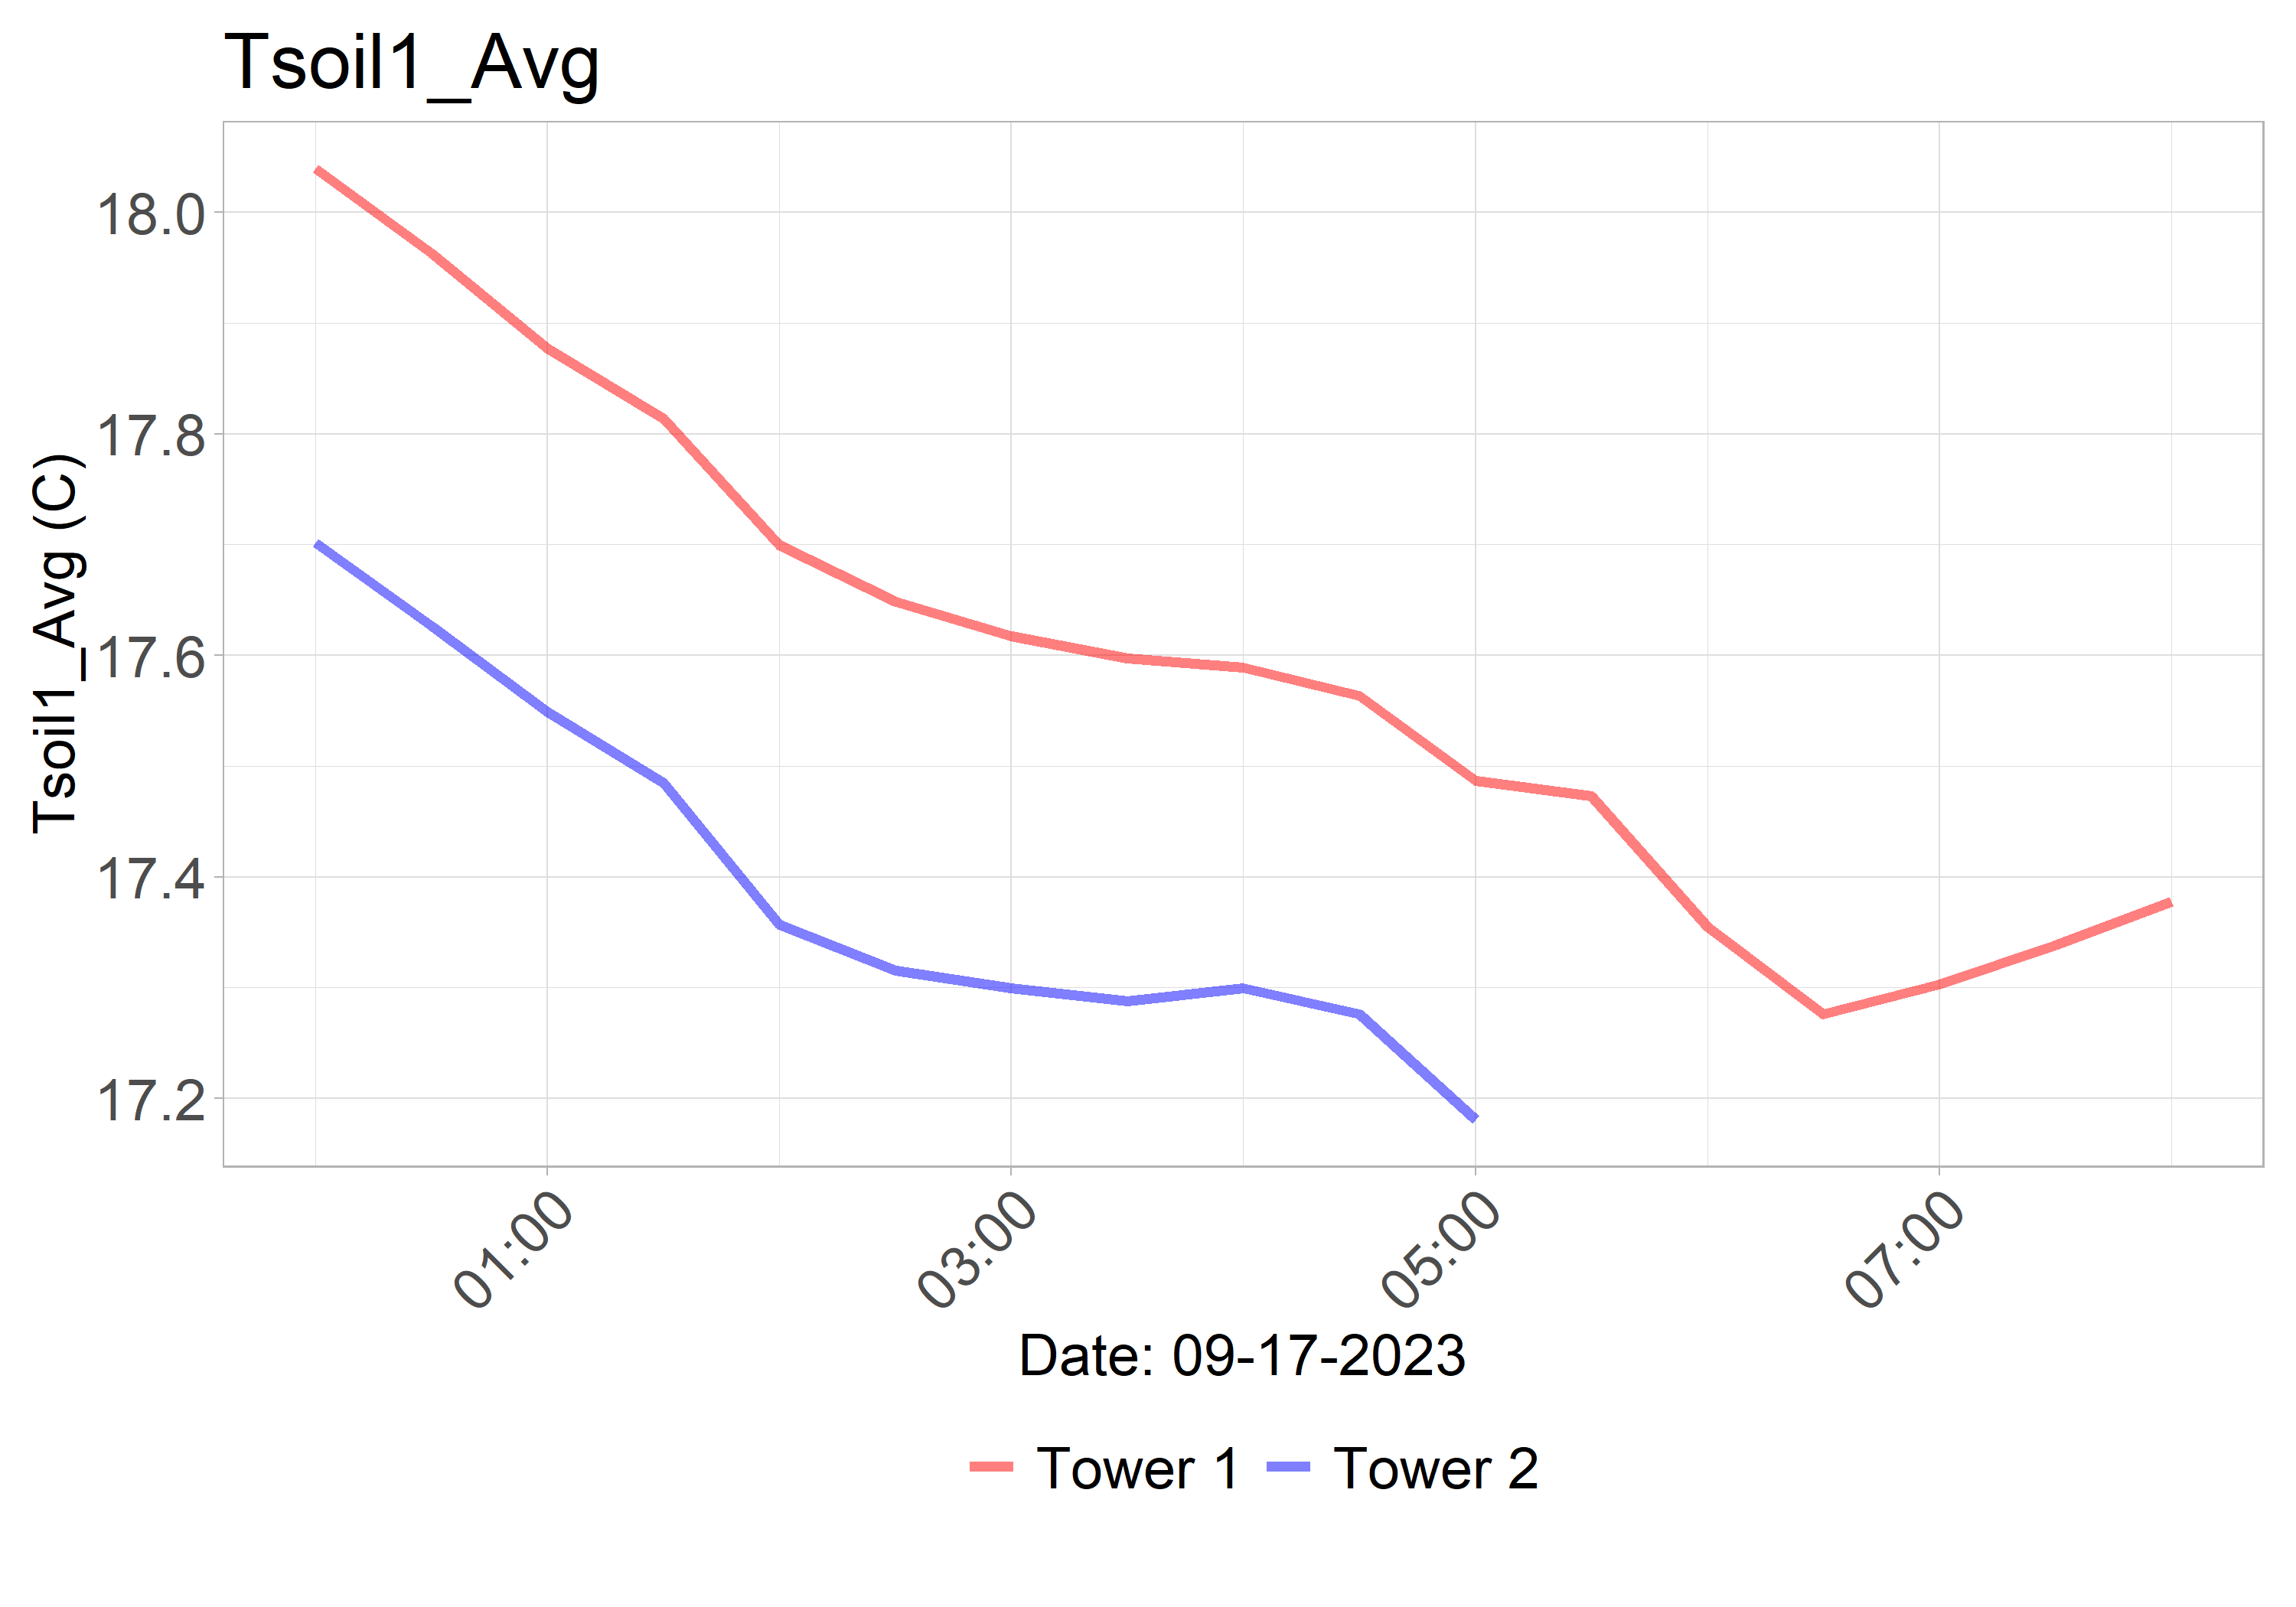 Tsoil1_Avg
Tsoil1_Avg (C)
18.0
17.8
17.6
17.4
17.2
01:00 03:00 05:00 07:00
Date: 09-17-2023
Tower 1 Tower 2